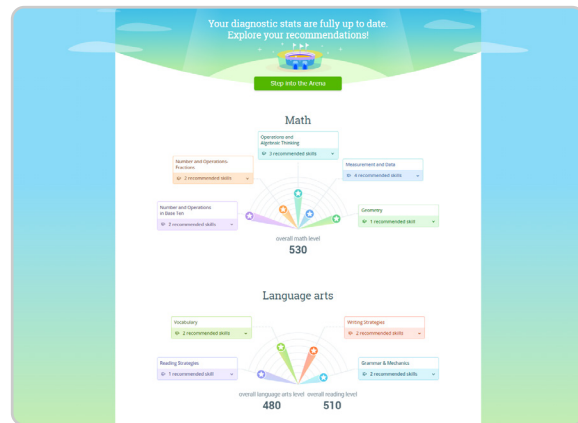 Your diagnostic stats are fully up to date.
Explore your recommendations!
Step into the Arena
Math
Operations and
Algebraic Thinking
2 recommended skills
Number and Operations:
Fractions
2 recommended skills
Measurement and Data
4 recommended skills
Number and Operations
in Base Ten
2 recommended skills
Geometry
1 recommended skill
overall math level
530
Language arts
Vocabulary
2 recommended skills
Writing Strategies
2 recommended skills
Reading Strategies
1 recommended skill
Grammar & Mechanics
2 recommended skills
overall language arts level overall reading level
480 510